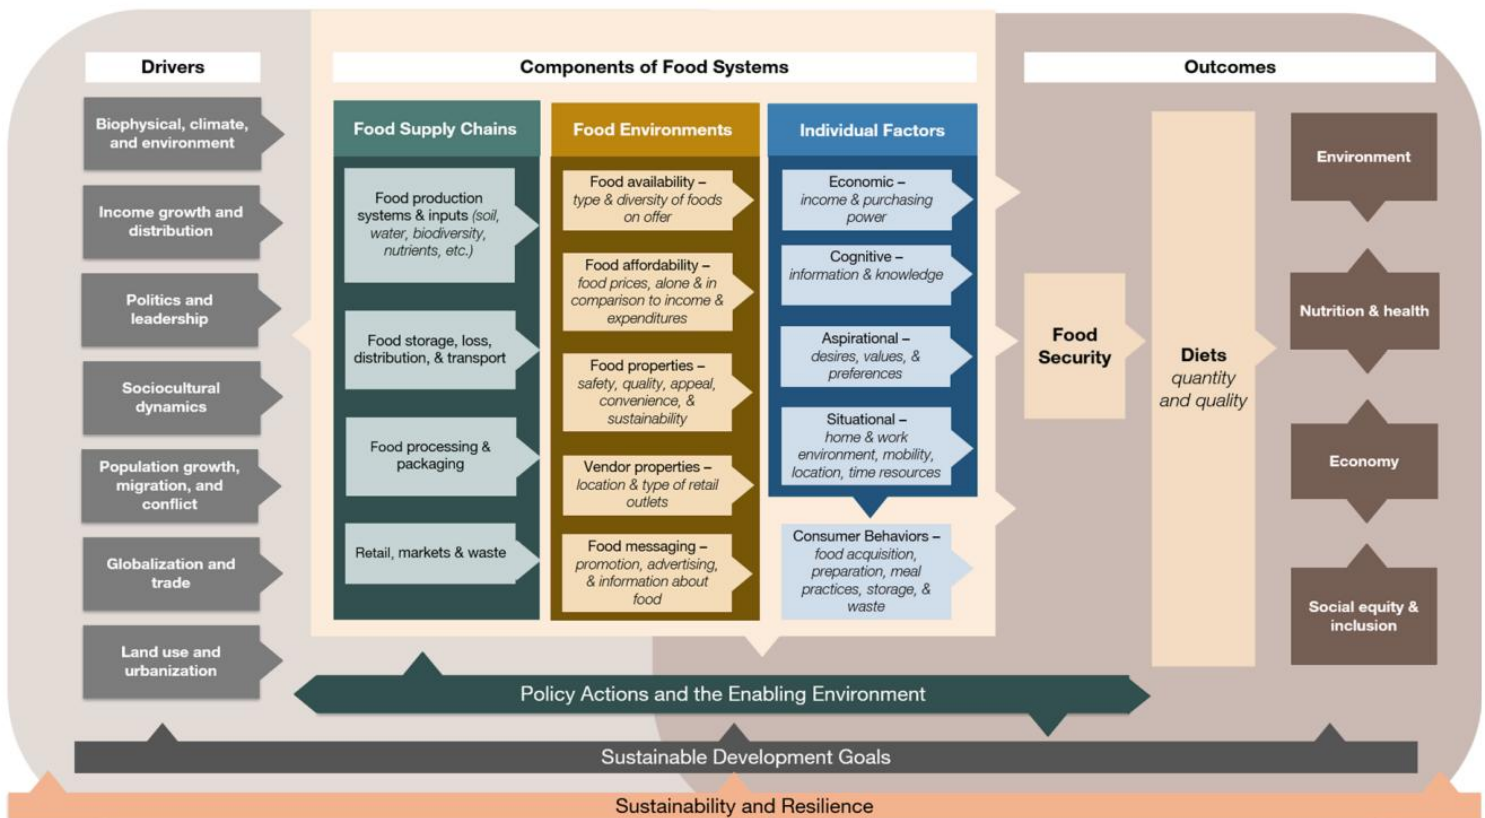 Drivers
Biophysical, climate,
and environment
Income growth and
distribution
Politics and
leadership
Sociocultural
dynamics
Population growth,
migration, and
conflict
Globalization and
trade
Land use and
urbanization
Components of Food Systems
Food Supply Chains
Food production
systems & inputs (soil,
water, biodiversity,
nutrients, etc.)
Food storage, loss,
distribution, & transport
Food processing &
packaging
Retail, markets & waste
Food Environments
Food availability –
type & diversity of foods
on offer
Food affordability –
food prices, alone & in
comparison to income &
expenditures
Food properties –
safety, quality, appeal,
convenience, &
sustainability
Vendor properties –
location & type of retail
outlets
Food messaging –
promotion, advertising,
& information about
food
Individual Factors
Economic –
income & purchasing
power
Cognitive –
information & knowledge
Aspirational –
desires, values, &
preferences
Situational –
home & work
environment, mobility,
location, time resources
Consumer Behaviors –
food acquisition,
preparation, meal
practices, storage, &
waste
Outcomes
Food
Security
Diets
quantity
and quality
Environment
Nutrition & health
Economy
Social equity &
inclusion
Policy Actions and the Enabling Environment
Sustainable Development Goals
Sustainability and Resilience